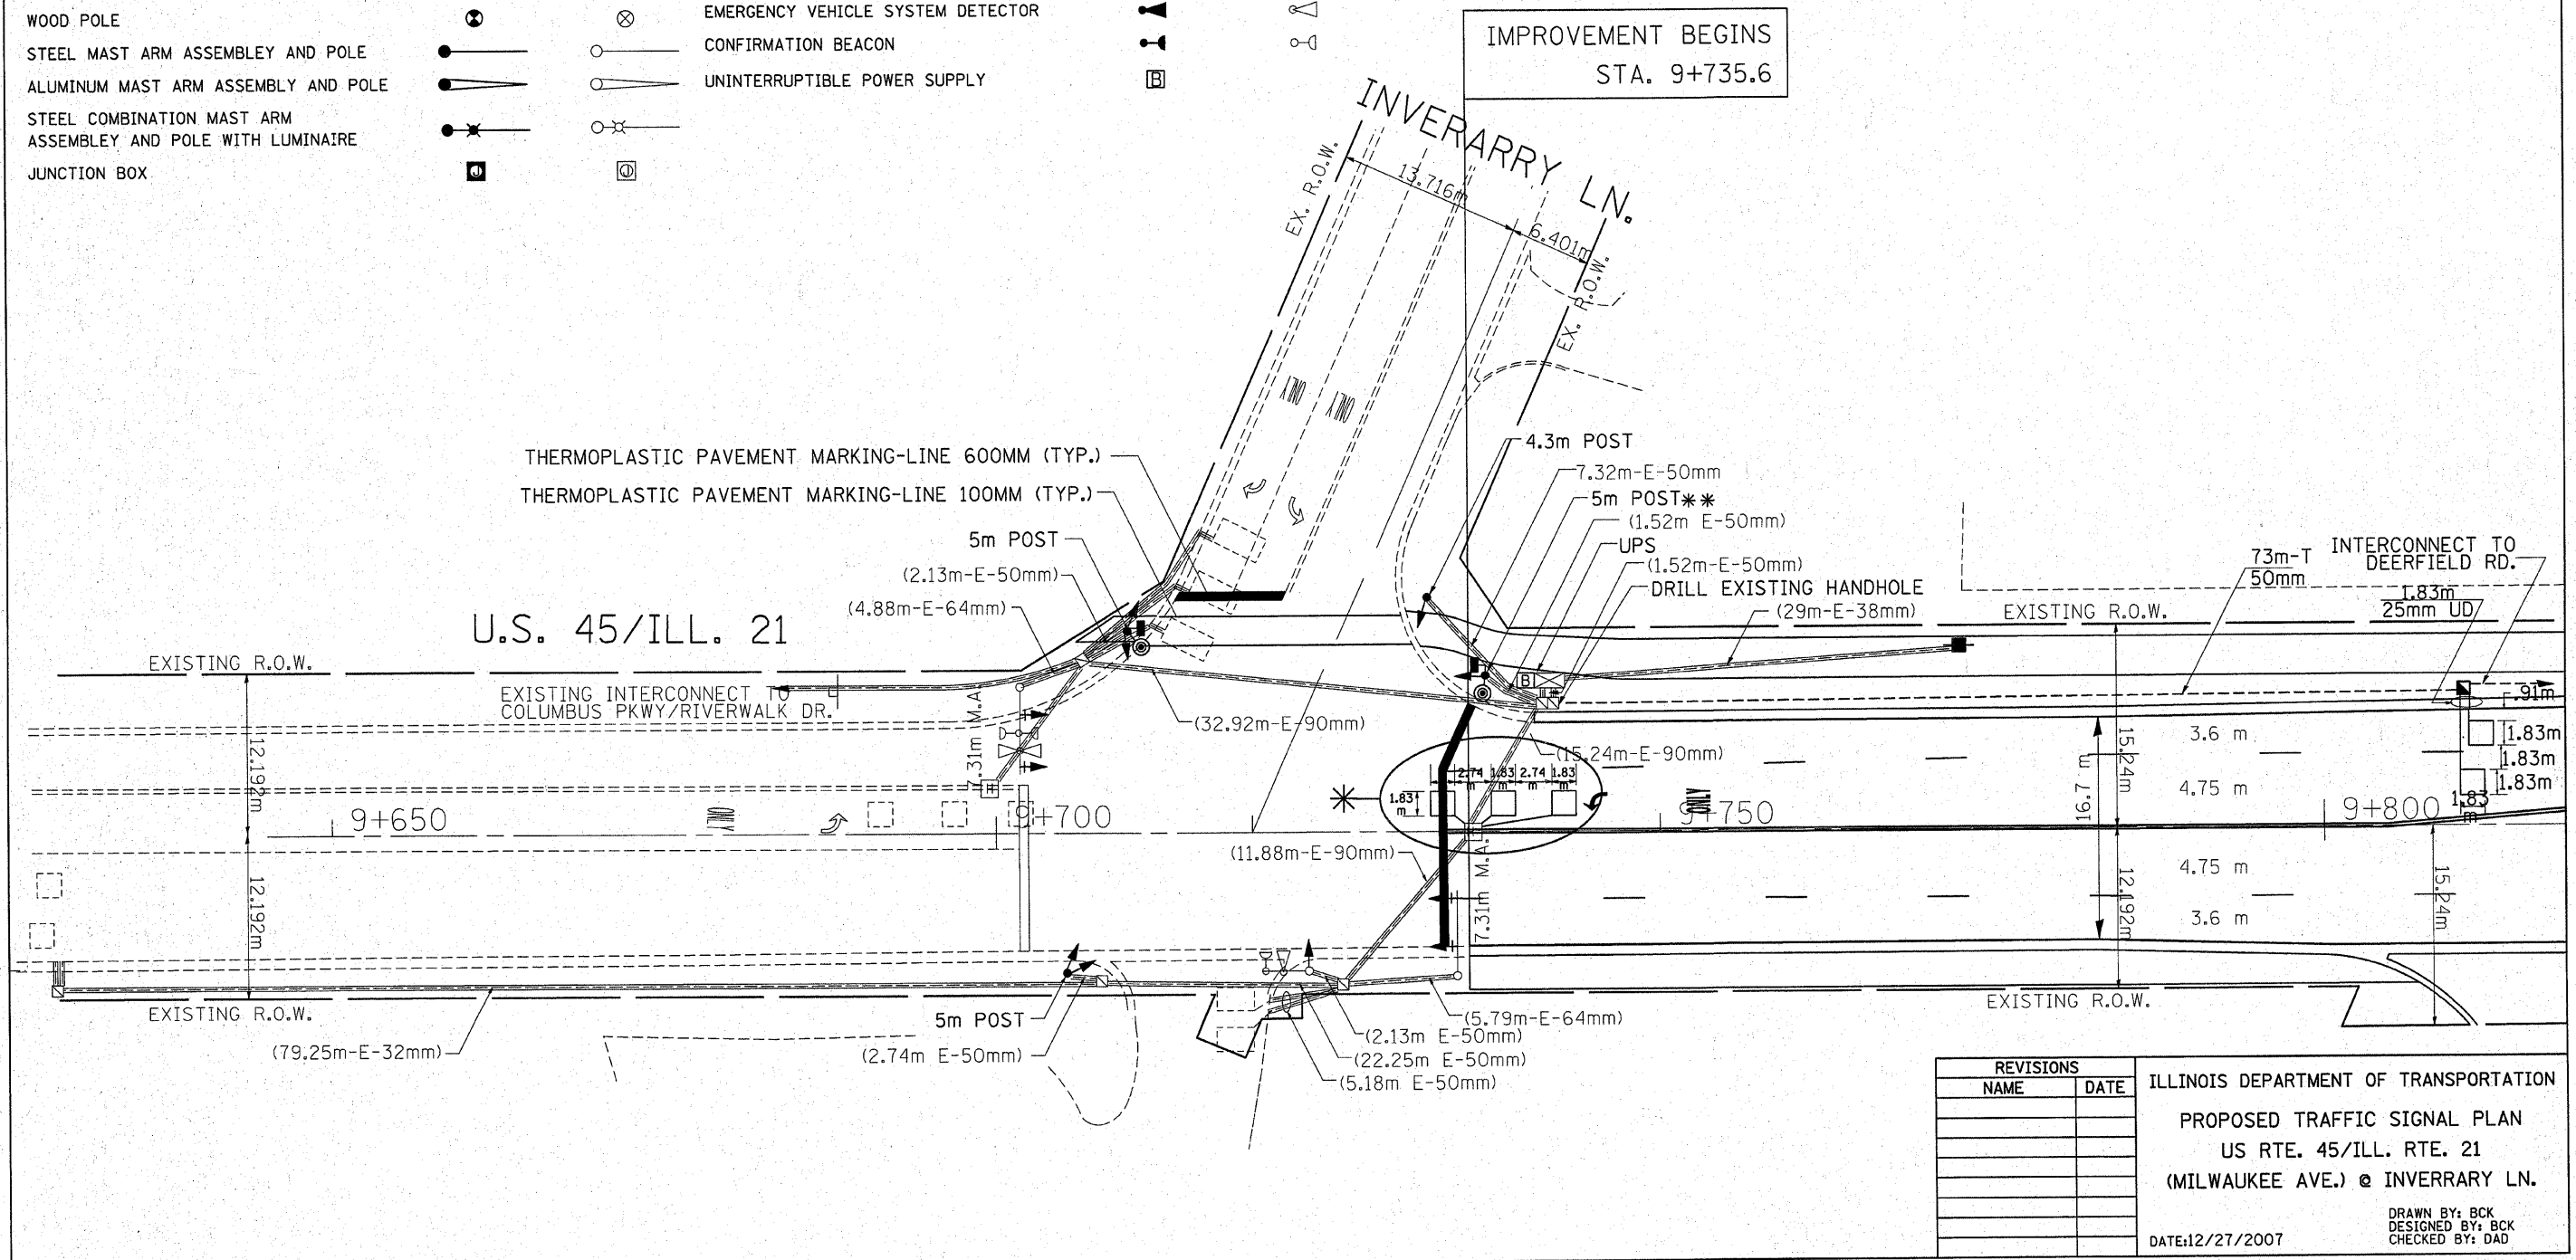 WOOD POLE
STEEL MAST ARM ASSEMBLEY AND POLE
ALUMINUM MAST ARM ASSEMBLY AND POLE
STEEL COMBINATION MAST ARM
ASSEMBLEY AND POLE WITH LUMINAIRE
JUNCTION BOX
J
J
EMERGENCY VEHICLE SYSTEM DETECTOR
CONFIRMATION BEACON
UNINTERRUPTIBLE POWER SUPPLY
B
IMPROVEMENT BEGINS
STA. 9+735.6
INVERARRY LN.
EX. R.O.W.
13.716m
6.401m
EX. R.O.W.
ONLY
ONLY
THERMOPLASTIC PAVEMENT MARKING-LINE 600MM (TYP.)
THERMOPLASTIC PAVEMENT MARKING-LINE 100MM (TYP.)
5m POST
(2.13m-E-50mm)
(4.88m-E-64mm)
4.3m POST
7.32m-E-50mm
5m POST**
(1.52m E-50mm)
UPS
(1.52m-E-50mm)
DRILL EXISTING HANDHOLE
(29m-E-38mm)
73m-T
50mm
INTERCONNECT TO
DEERFIELD RD.
1.83m
25mm UD
U.S. 45/ILL. 21
EXISTING R.O.W.
EXISTING R.O.W.
EXISTING INTERCONNECT TO
COLUMBUS PKWY/RIVERWALK DR.
7.31m M.A.
H
B
(32.92m-E-90mm)
(15.24m-E-90mm)
.91m
12.192m
2.74 m
1.83 m
2.74 m
1.83 m
1.83 m
*
16.7 m
15.24m
3.6 m
4.75 m
1.83m
1.83m
1.83m
1.83 m
9+650
ONLY
9+700
ONLY
9+750
9+800
(11.88m-E-90mm)
7.31m M.A.
12.192m
12.192m
4.75 m
3.6 m
15.24m
EXISTING R.O.W.
EXISTING R.O.W.
(79.25m-E-32mm)
5m POST
(2.74m E-50mm)
(5.79m-E-64mm)
(2.13m E-50mm)
(22.25m E-50mm)
(5.18m E-50mm)
REVISIONS
NAME DATE
ILLINOIS DEPARTMENT OF TRANSPORTATION
PROPOSED TRAFFIC SIGNAL PLAN
US RTE. 45/ILL. RTE. 21
(MILWAUKEE AVE.) @ INVERRARY LN.
DRAWN BY: BCK
DESIGNED BY: BCK
DATE:12/27/2007
CHECKED BY: DAD